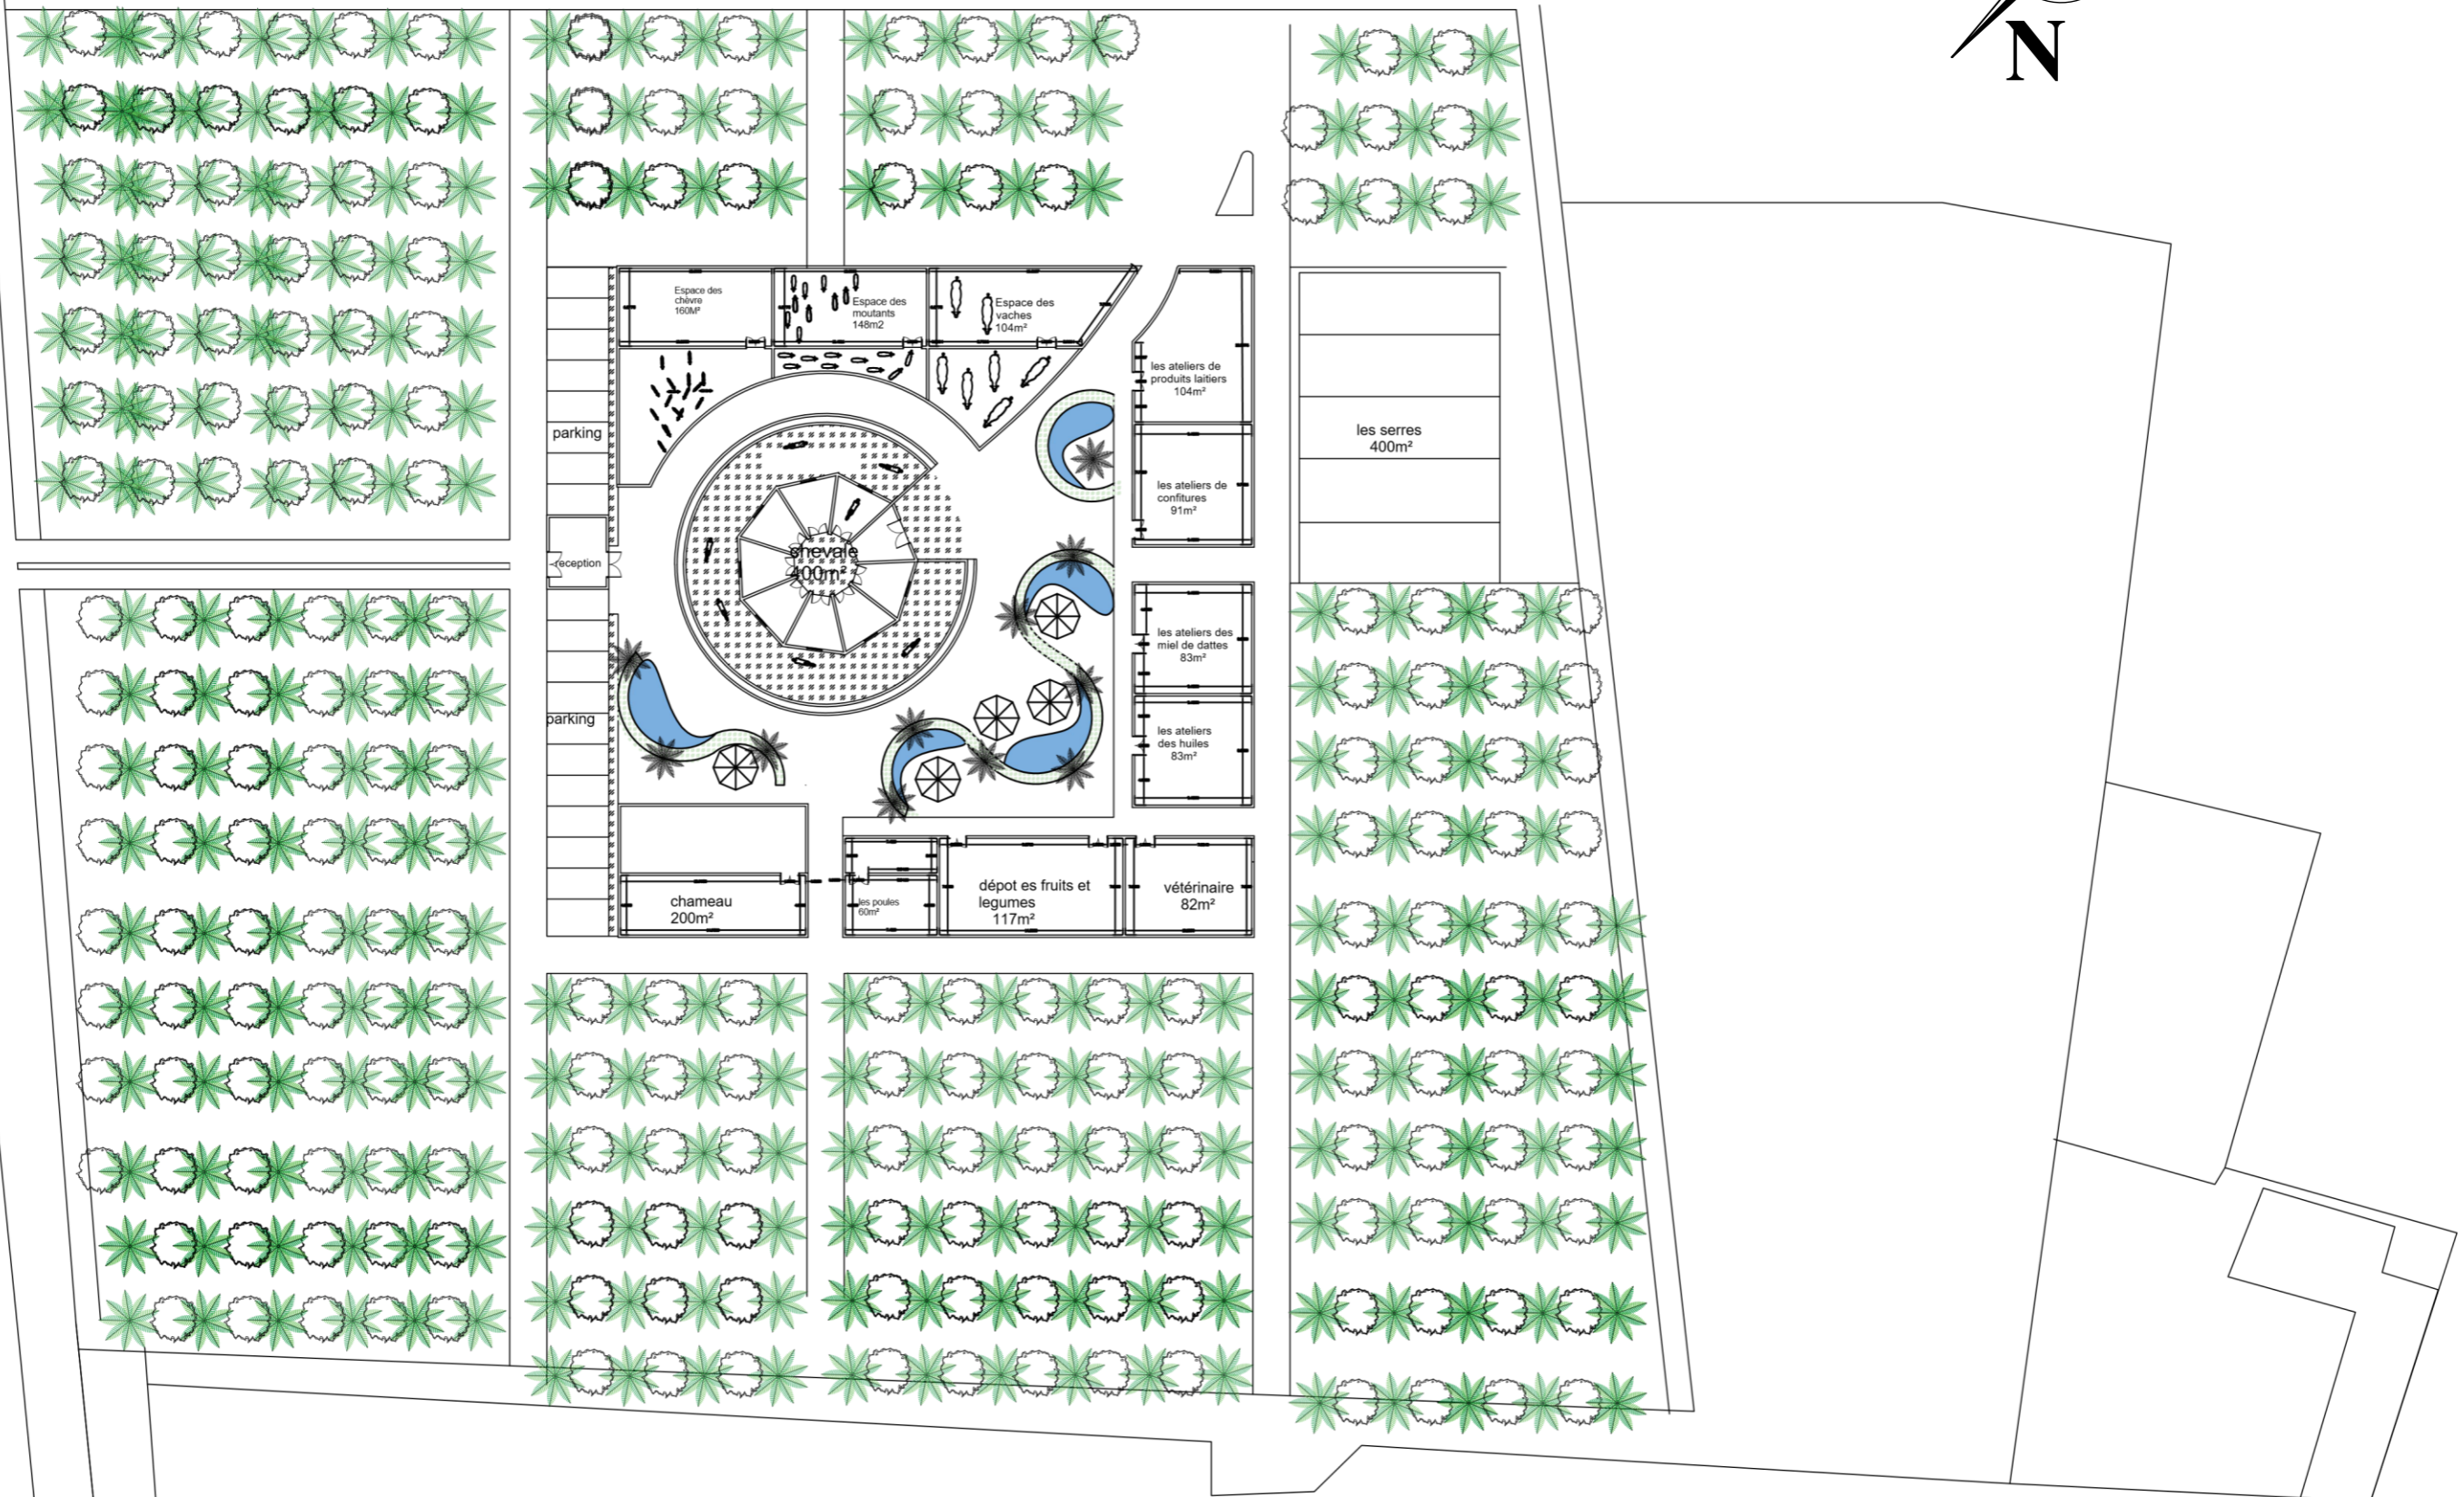 N
Espace des
chèvre
160M²
Espace des
moutants
148m2
Espace des
vaches
104m²
les ateliers de
produits laitiers
104m²
parking
les serres
400m²
les ateliers de
confitures
91m²
chevale
400m²
reception
les ateliers des
miel de dattes
83m²
parking
les ateliers
des huiles
83m²
chameau
200m²
les poules
60m²
dépot es fruits et
legumes
117m²
vétérinaire
82m²